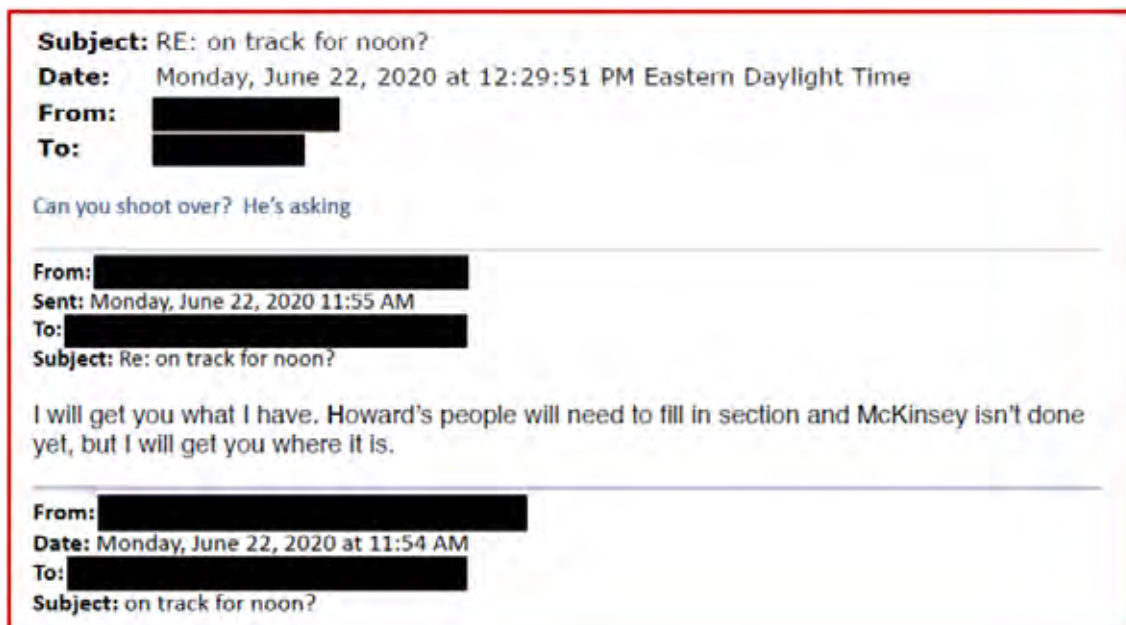 Subject: RE: on track for noon?
Date: Monday, June 22, 2020 at 12:29:51 PM Eastern Daylight Time
From:
To:
Can you shoot over? He's asking
From:
Sent: Monday, June 22, 2020 11:55 AM
To:
Subject: Re: on track for noon?
I will get you what I have. Howard's people will need to fill in section and McKinsey isn't done
yet, but I will get you where it is.
From:
Date: Monday, June 22, 2020 at 11:54 AM
To:
Subject: on track for noon?